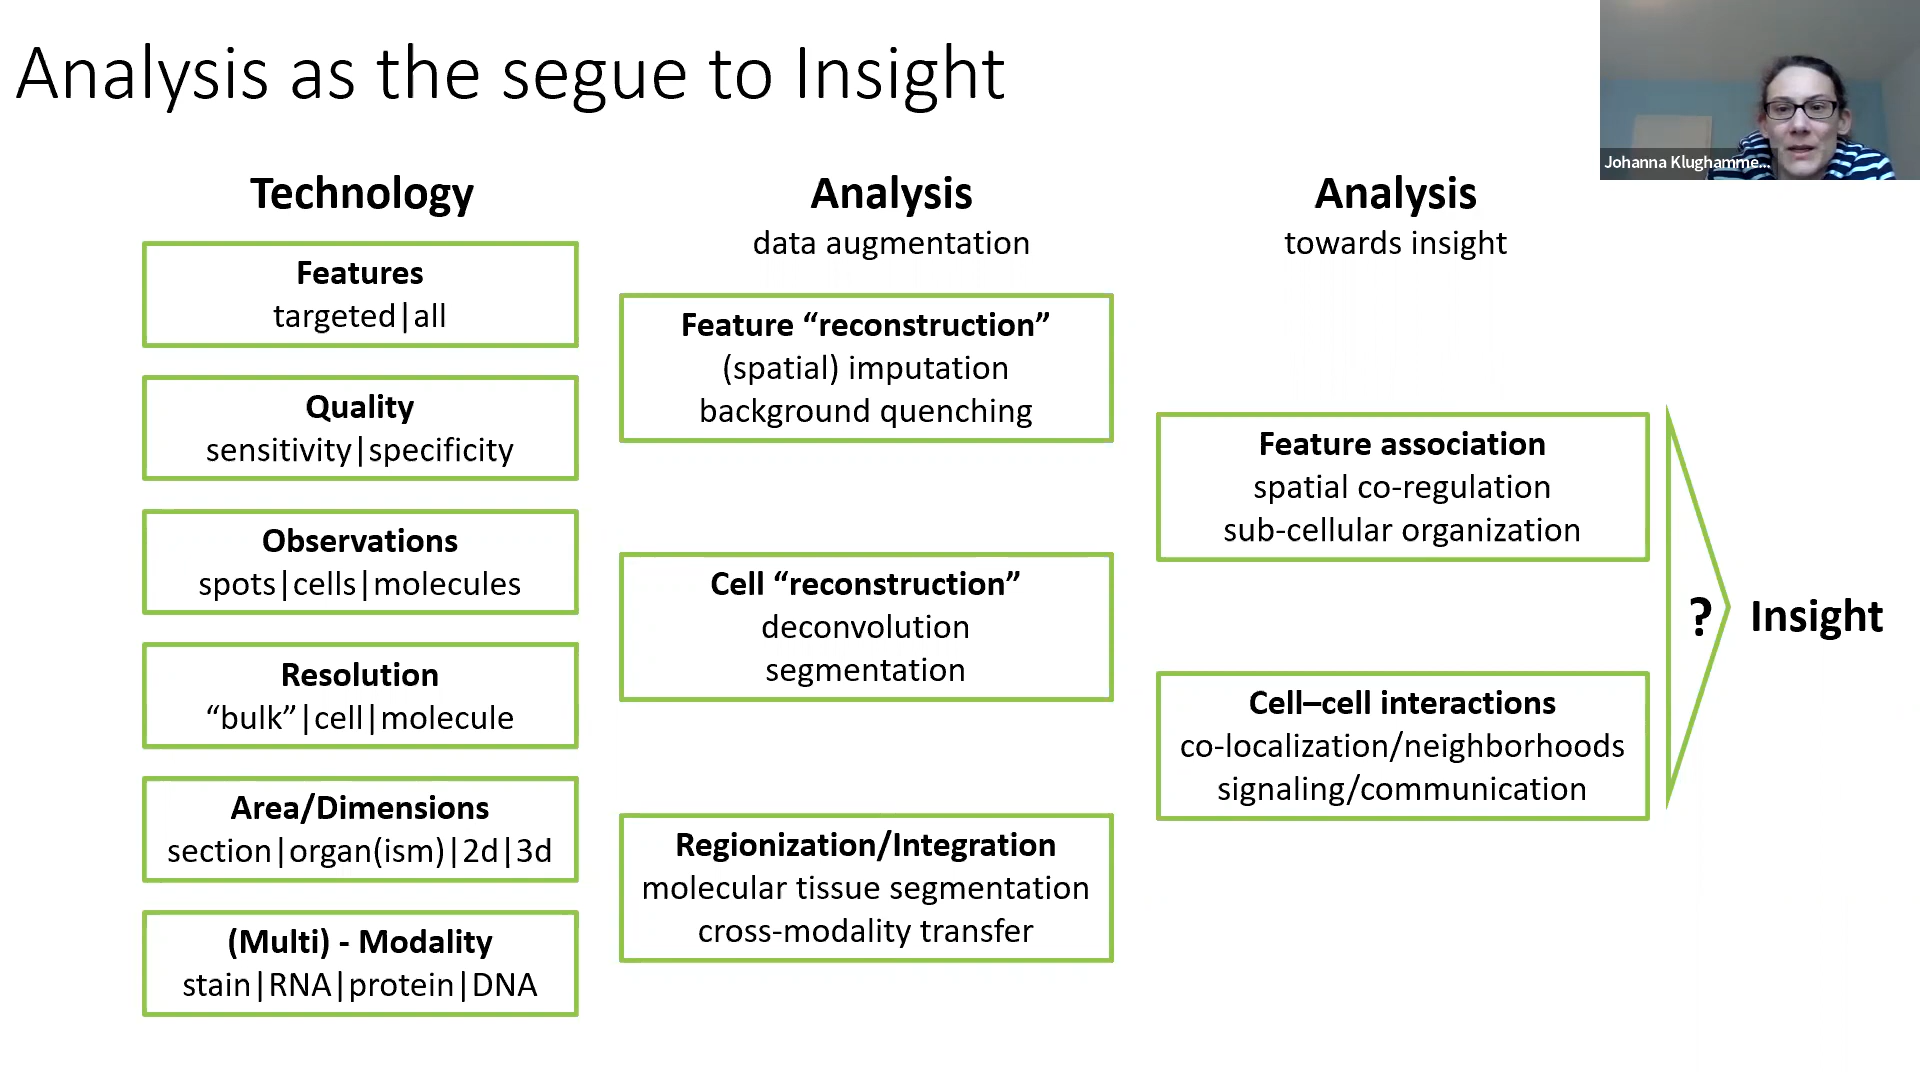 Analysis as the segue to Insight
Johanna Klughamme...
Technology
Features
targeted|all
Quality
sensitivity|specificity
Observations
spots|cells|molecules
Resolution
“bulk”|cell|molecule
Area/Dimensions
section|organ(ism)|2d|3d
(Multi) - Modality
stain|RNA|protein|DNA
Analysis
data augmentation
Feature “reconstruction”
(spatial) imputation
background quenching
Cell “reconstruction”
deconvolution
segmentation
Regionization/Integration
molecular tissue segmentation
cross-modality transfer
Analysis
towards insight
Feature association
spatial co-regulation
sub-cellular organization
Cell–cell interactions
co-localization/neighborhoods
signaling/communication
? Insight